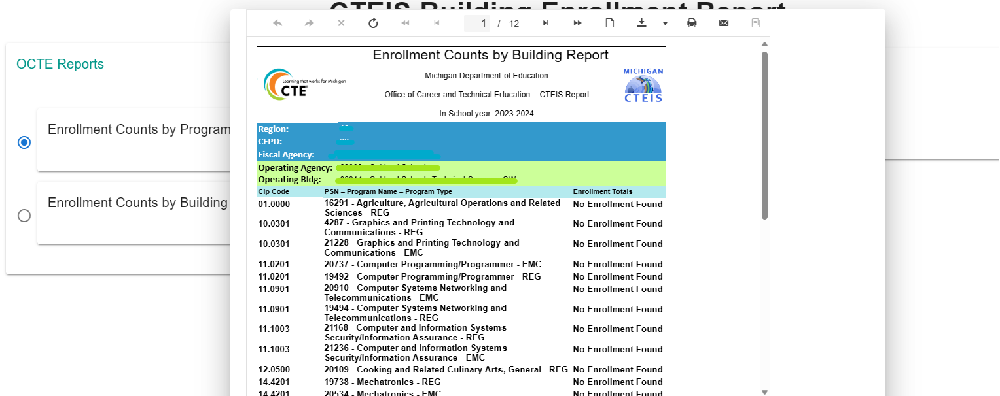 CTEIS Building Enrollment Report
OCTE Reports
Enrollment Counts by Program
Enrollment Counts by Building
1 / 12
Enrollment Counts by Building Report
Michigan Department of Education
Office of Career and Technical Education - CTEIS Report
In School year :2023-2024
Learning that works for Michigan
CTE
MICHIGAN
CTEIS
Region:
CEPD:
Fiscal Agency:
Operating Agency:
Operating Bldg:
Cip Code PSN – Program Name – Program Type Enrollment Totals
01.0000 16291 - Agriculture, Agricultural Operations and Related No Enrollment Found
Sciences - REG
10.0301 4287 - Graphics and Printing Technology and No Enrollment Found
Communications - REG
10.0301 21228 - Graphics and Printing Technology and No Enrollment Found
Communications - EMC
11.0201 20737 - Computer Programming/Programmer - EMC No Enrollment Found
11.0201 19492 - Computer Programming/Programmer - REG No Enrollment Found
11.0901 20910 - Computer Systems Networking and No Enrollment Found
Telecommunications - EMC
11.0901 19494 - Computer Systems Networking and No Enrollment Found
Telecommunications - REG
11.1003 21168 - Computer and Information Systems No Enrollment Found
Security/Information Assurance - REG
11.1003 21236 - Computer and Information Systems No Enrollment Found
Security/Information Assurance - EMC
12.0500 20109 - Cooking and Related Culinary Arts, General - REG No Enrollment Found
14.4201 19738 - Mechatronics - REG No Enrollment Found
14.4201 20534 - Mechatronics - EMC No Enrollment Found